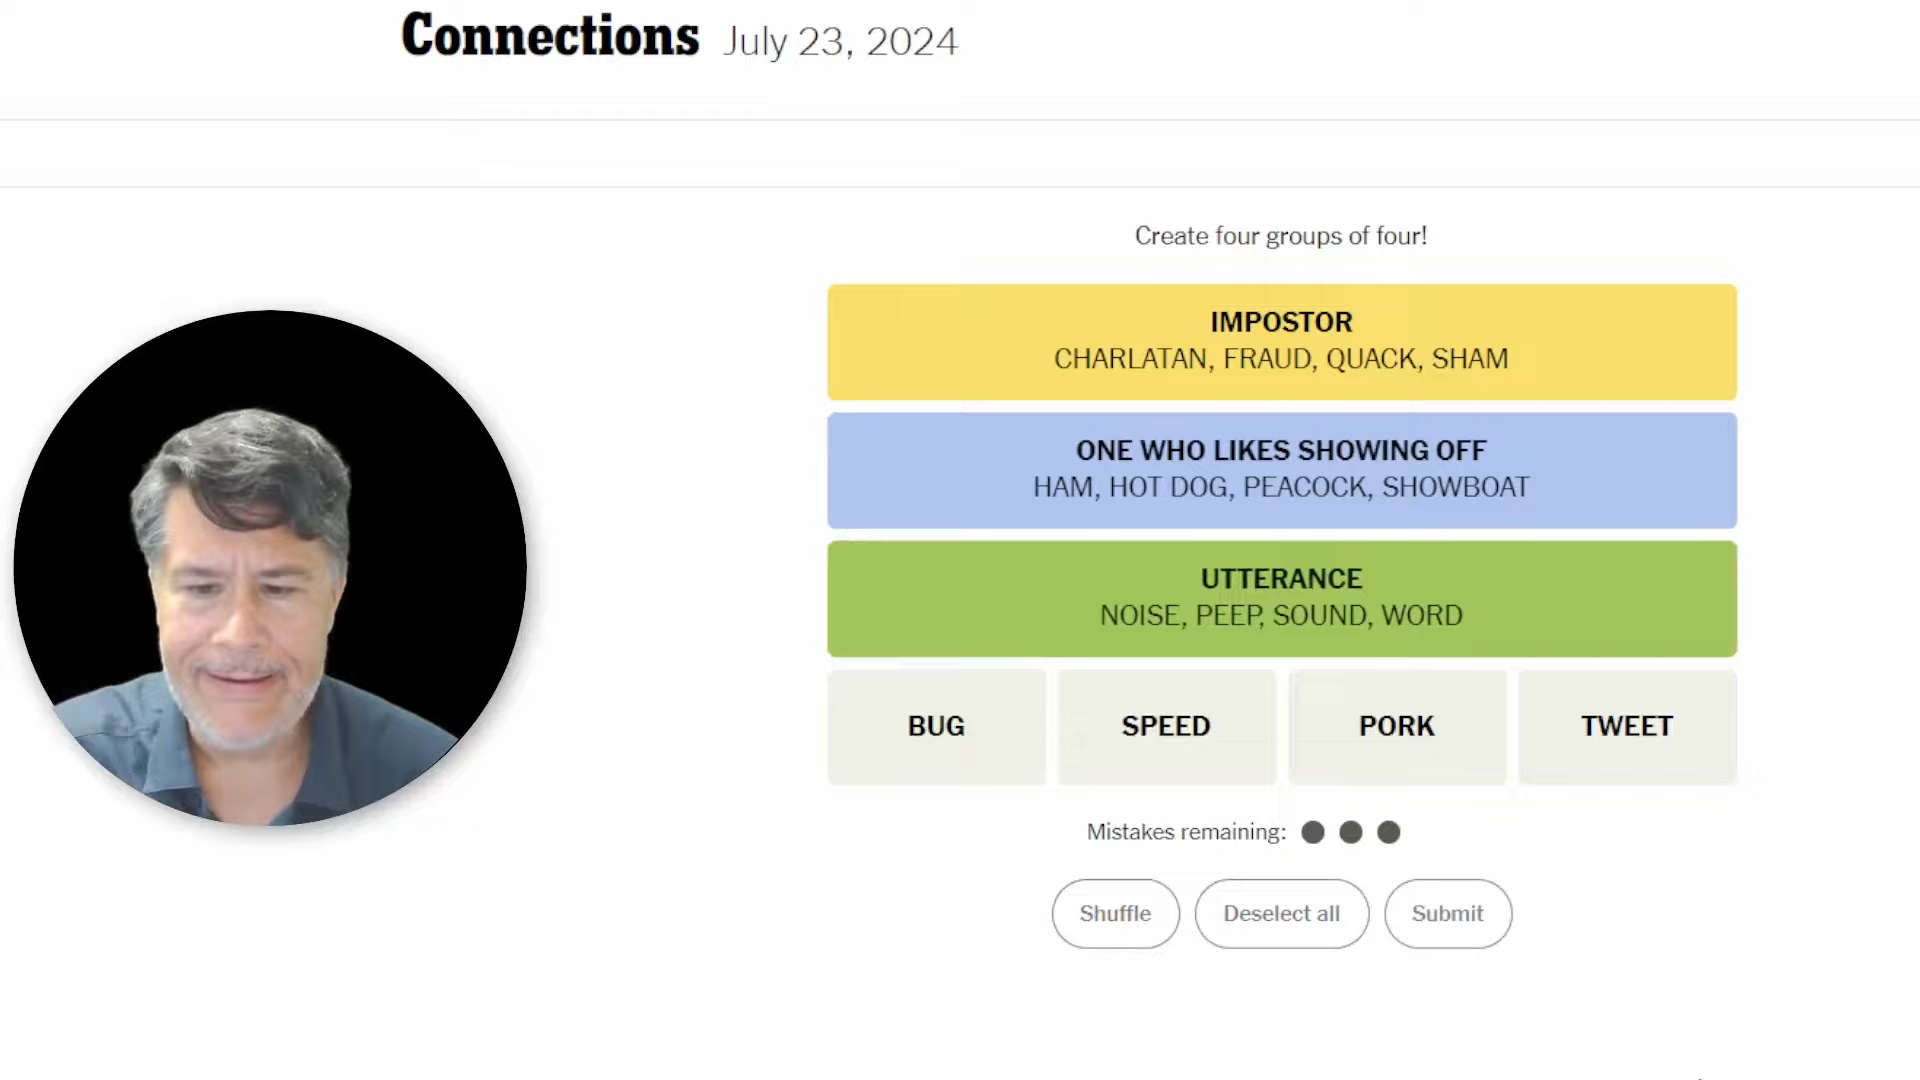 Connections July 23, 2024
Create four groups of four!
IMPOSTOR
CHARLATAN, FRAUD, QUACK, SHAM
ONE WHO LIKES SHOWING OFF
HAM, HOT DOG, PEACOCK, SHOWBOAT
UTTERANCE
NOISE, PEEP, SOUND, WORD
BUG SPEED PORK TWEET
Mistakes remaining:
Shuffle Deselect all Submit